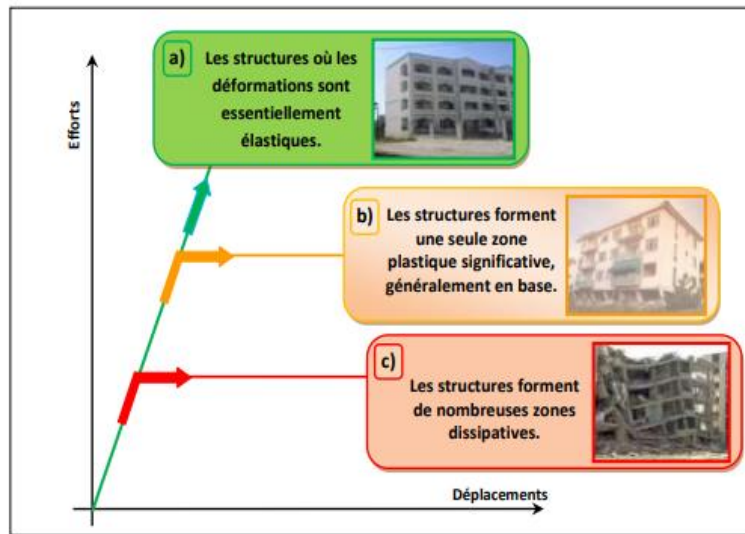 a)
Les structures où les
déformations sont
essentiellement
élastiques.
Efforts
b)
Les structures forment
une seule zone
plastique significative,
généralement en base.
c)
Les structures forment
de nombreuses zones
dissipatives.
Déplacements